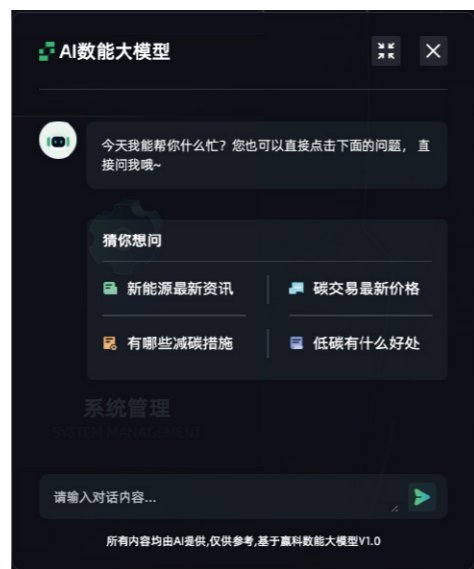 AI数能大模型
今天我能帮你什么忙？您也可以直接点击下面的问题，直
接问我哦~
猜你想问
新能源最新资讯
碳交易最新价格
有哪些减碳措施
低碳有什么好处
系统管理
SYSTEM MANAGEMENT
请输入对话内容...
所有内容均由AI提供,仅供参考,基于赢科数能大模型V1.0